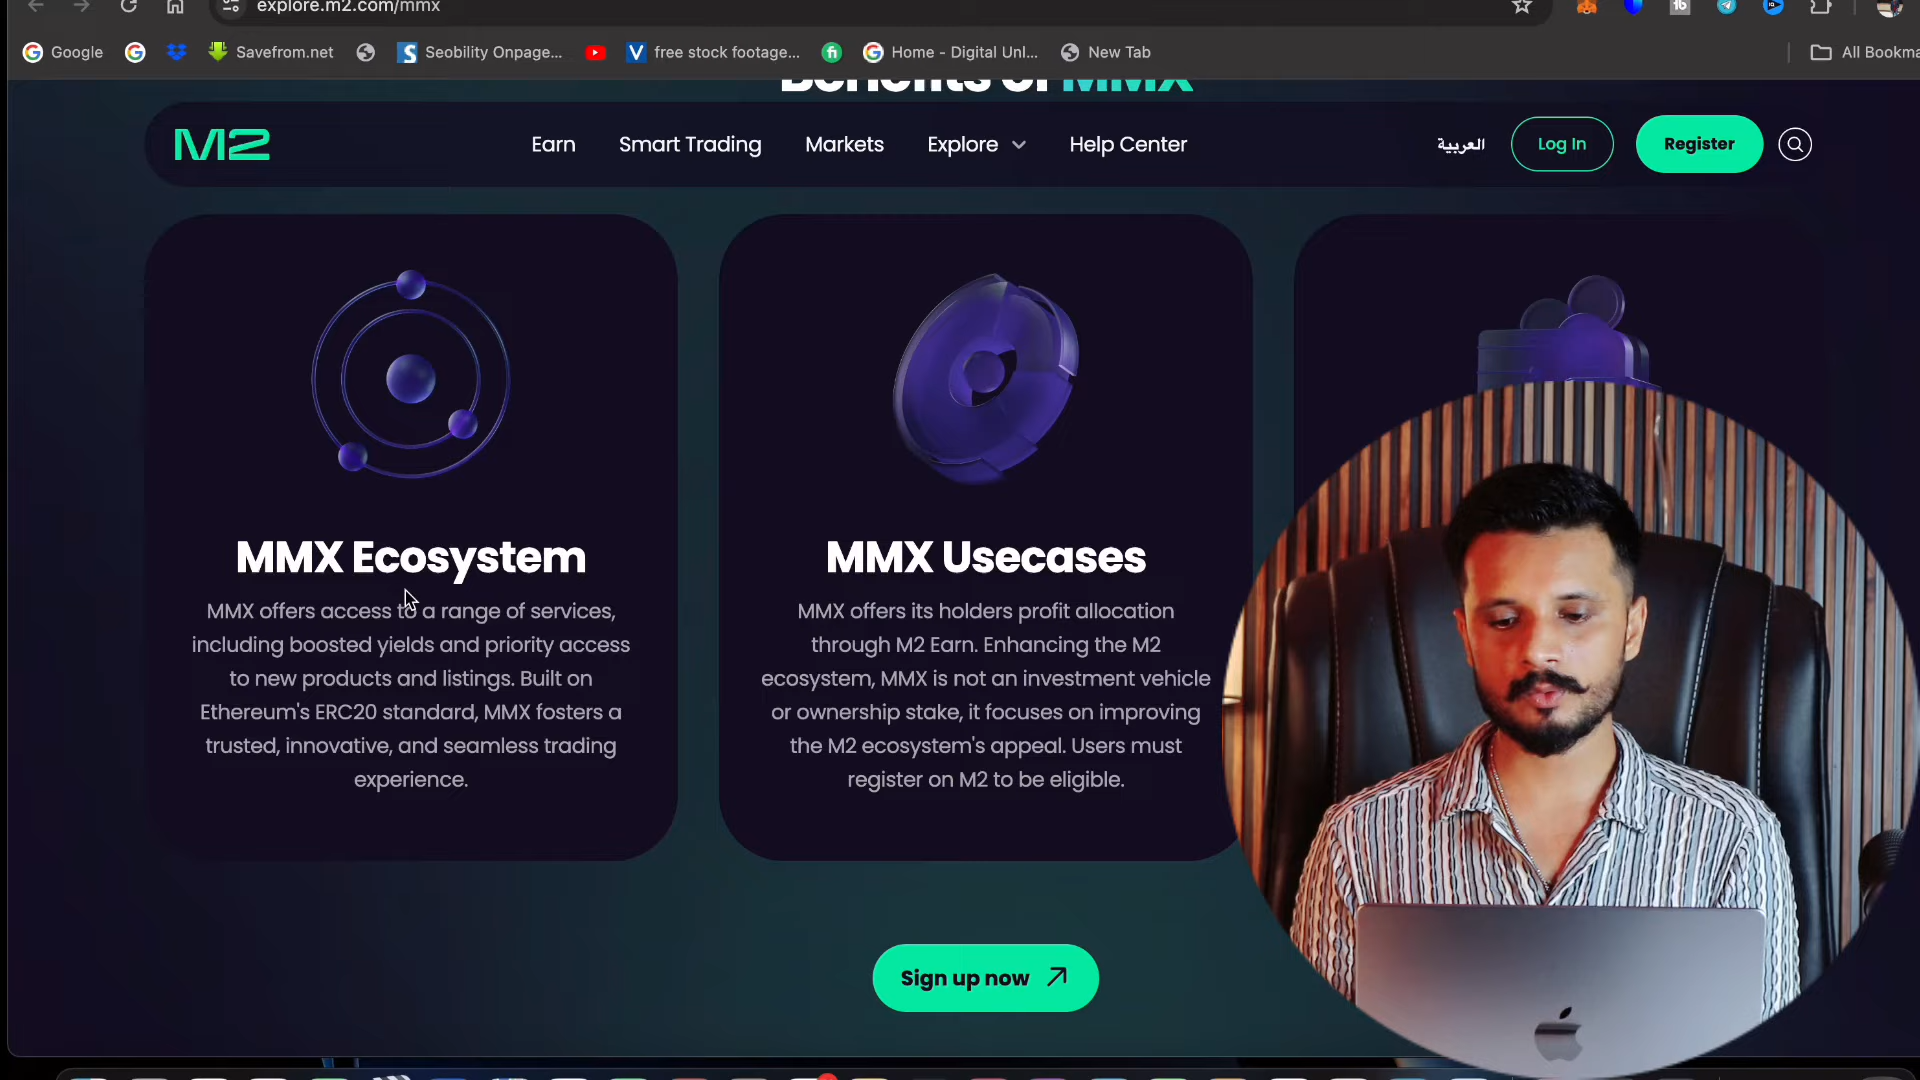 explore.m2.com/mmx
Google
Savefrom.net
Seobility Onpage...
free stock footage...
Home - Digital Unl...
New Tab
All Bookma
Benefits of MMX
M2
Earn
Smart Trading
Markets
Explore
Help Center
العربية
Log In
Register
MMX Ecosystem
MMX offers access to a range of services,
including boosted yields and priority access
to new products and listings. Built on
Ethereum's ERC20 standard, MMX fosters a
trusted, innovative, and seamless trading
experience.
MMX Usecases
MMX offers its holders profit allocation
through M2 Earn. Enhancing the M2
ecosystem, MMX is not an investment vehicle
or ownership stake, it focuses on improving
the M2 ecosystem's appeal. Users must
register on M2 to be eligible.
Sign up now